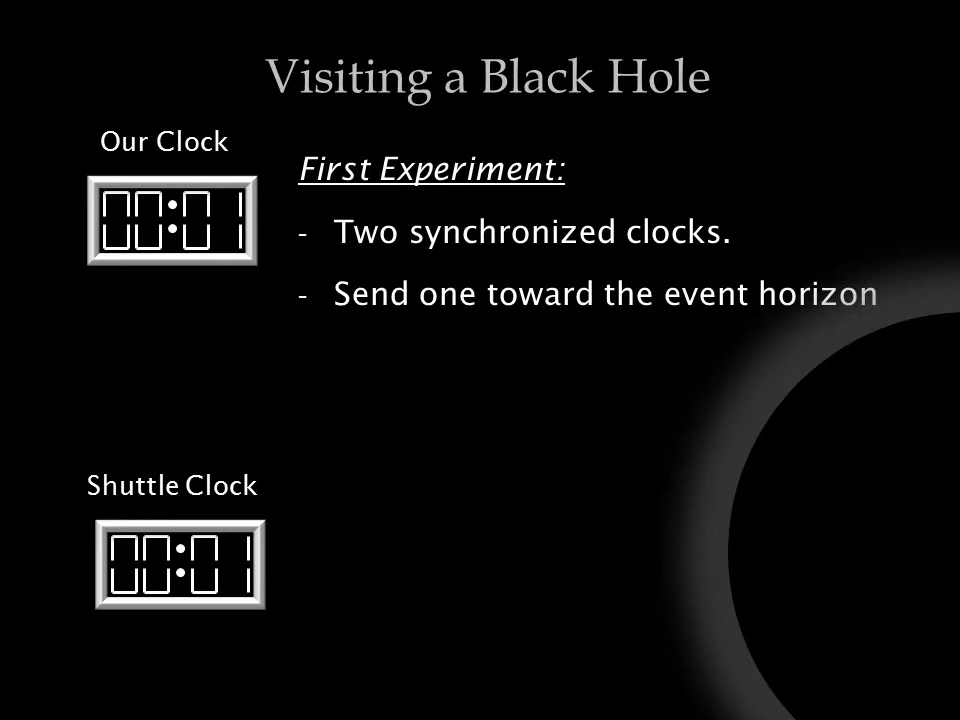 Visiting a Black Hole
Our Clock
00:01
First Experiment:
- Two synchronized clocks.
- Send one toward the event horizon
Shuttle Clock
00:01